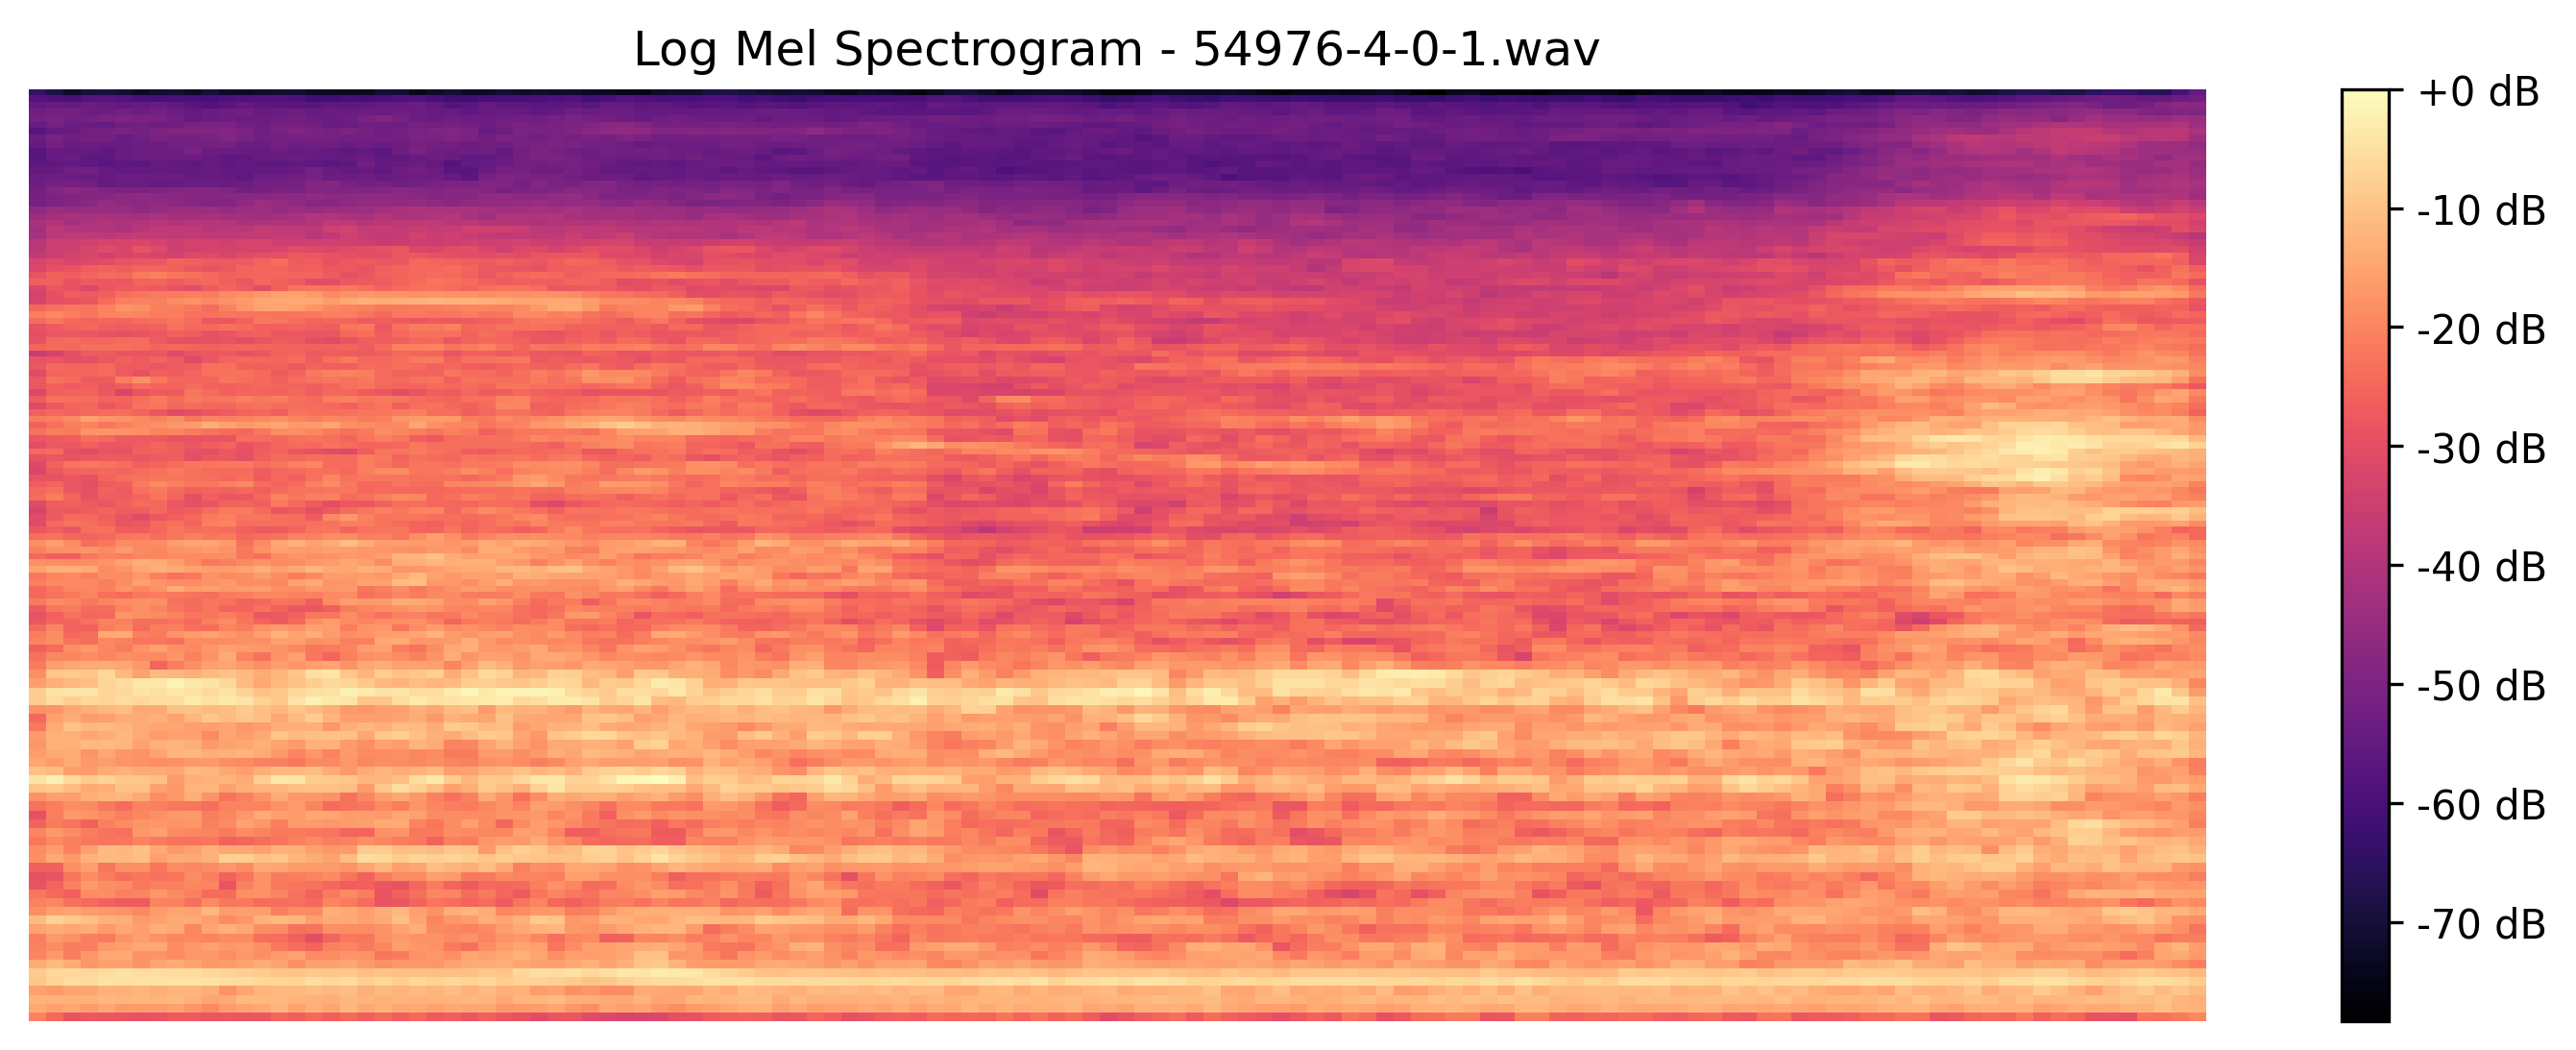 Log Mel Spectrogram - 54976-4-0-1.wav
+0 dB
-10 dB
-20 dB
-30 dB
-40 dB
-50 dB
-60 dB
-70 dB